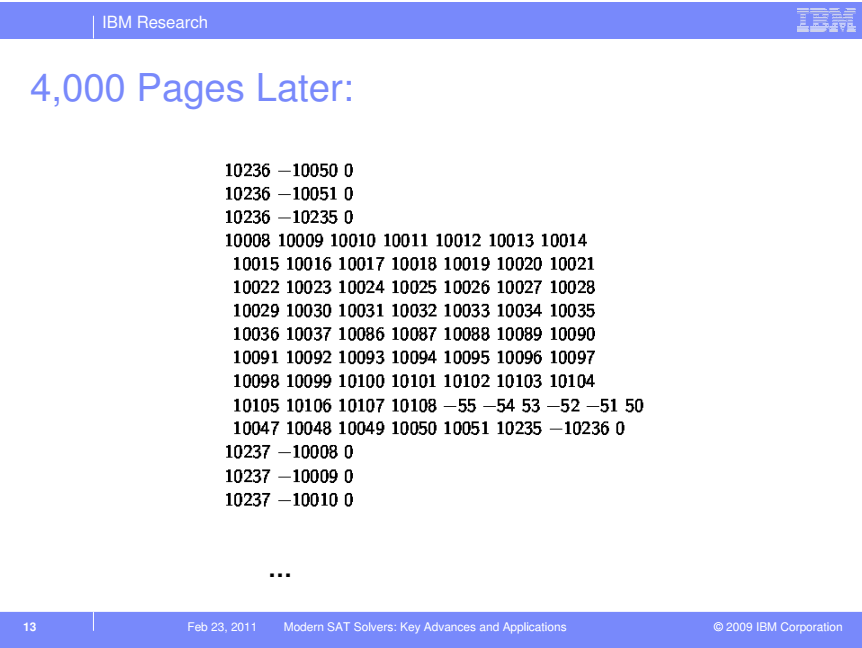 IBM Research
IBM
4,000 Pages Later:
10236 −10050 0
10236 −10051 0
10236 −10235 0
10008 10009 10010 10011 10012 10013 10014
10015 10016 10017 10018 10019 10020 10021
10022 10023 10024 10025 10026 10027 10028
10029 10030 10031 10032 10033 10034 10035
10036 10037 10086 10087 10088 10089 10090
10091 10092 10093 10094 10095 10096 10097
10098 10099 10100 10101 10102 10103 10104
10105 10106 10107 10108 −55 −54 53 −52 −51 50
10047 10048 10049 10050 10051 10235 −10236 0
10237 −10008 0
10237 −10009 0
10237 −10010 0
...
13 Feb 23, 2011 Modern SAT Solvers: Key Advances and Applications © 2009 IBM Corporation